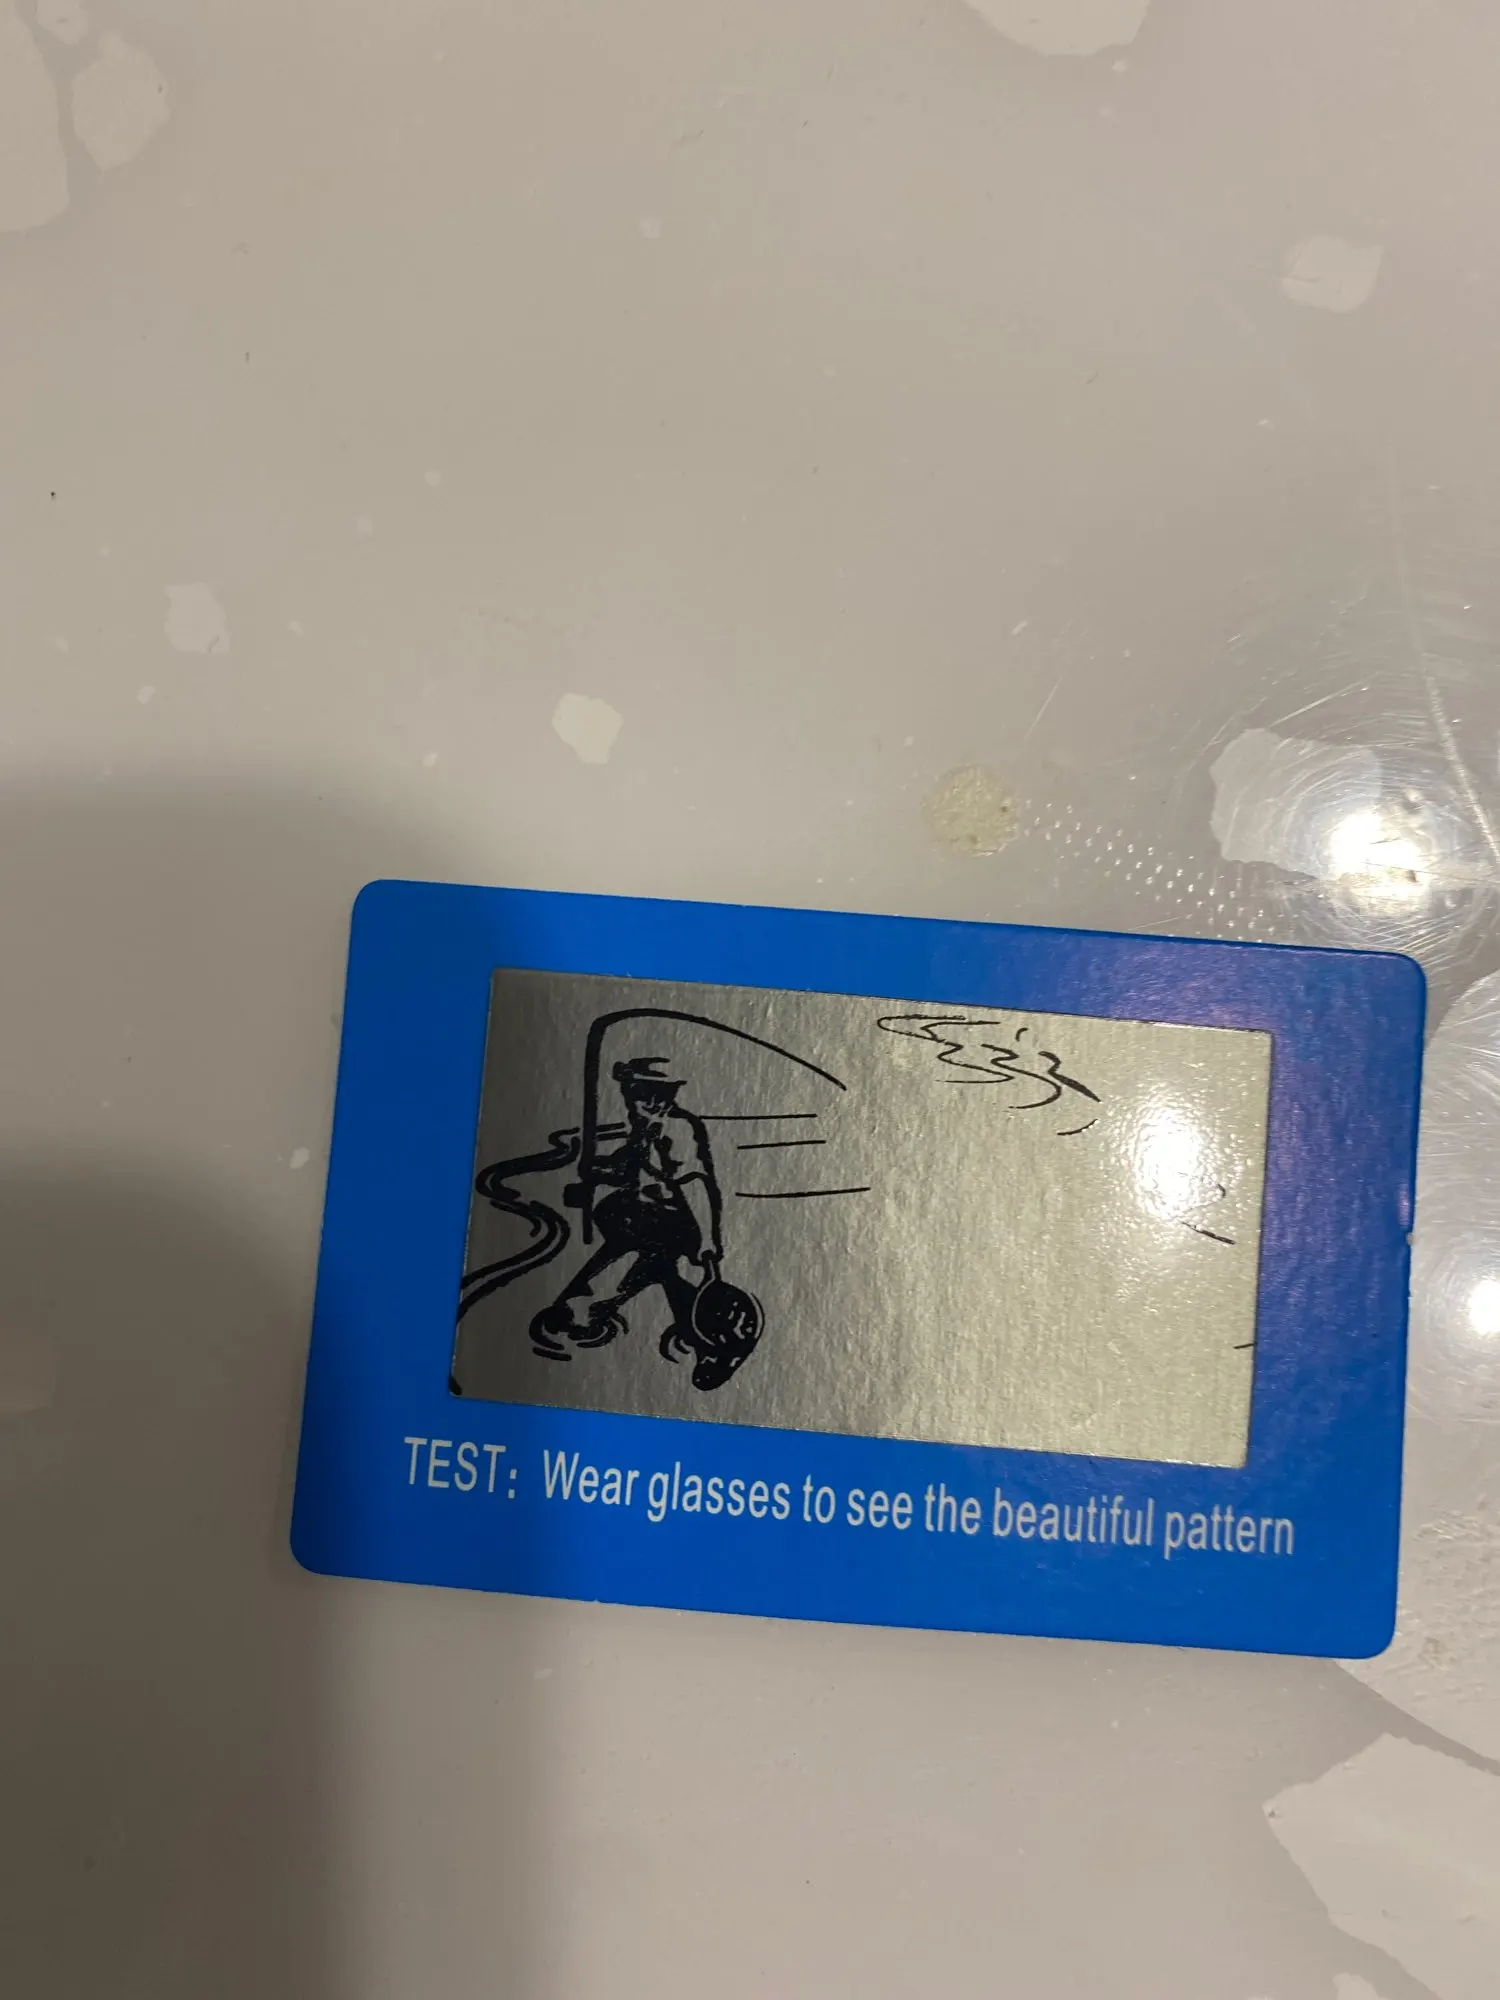 TEST: Wear glasses to see the beautiful pattern